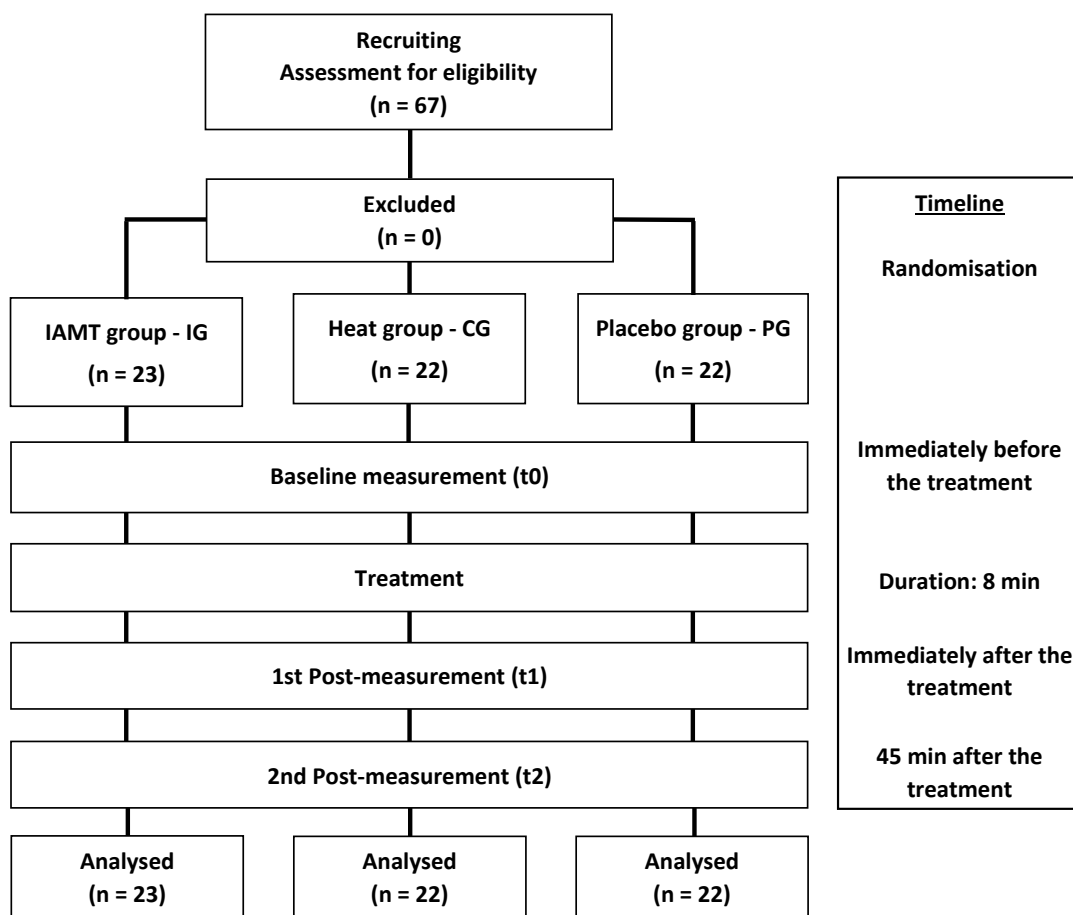 Recruiting
Assessment for eligibility
(n = 67)
Excluded
(n = 0)
IAMT group - IG
(n = 23)
Heat group - CG
(n = 22)
Placebo group - PG
(n = 22)
Baseline measurement (t0)
Treatment
1st Post-measurement (t1)
2nd Post-measurement (t2)
Analysed
(n = 23)
Analysed
(n = 22)
Analysed
(n = 22)
Timeline
Randomisation
Immediately before
the treatment
Duration: 8 min
Immediately after the
treatment
45 min after the
treatment